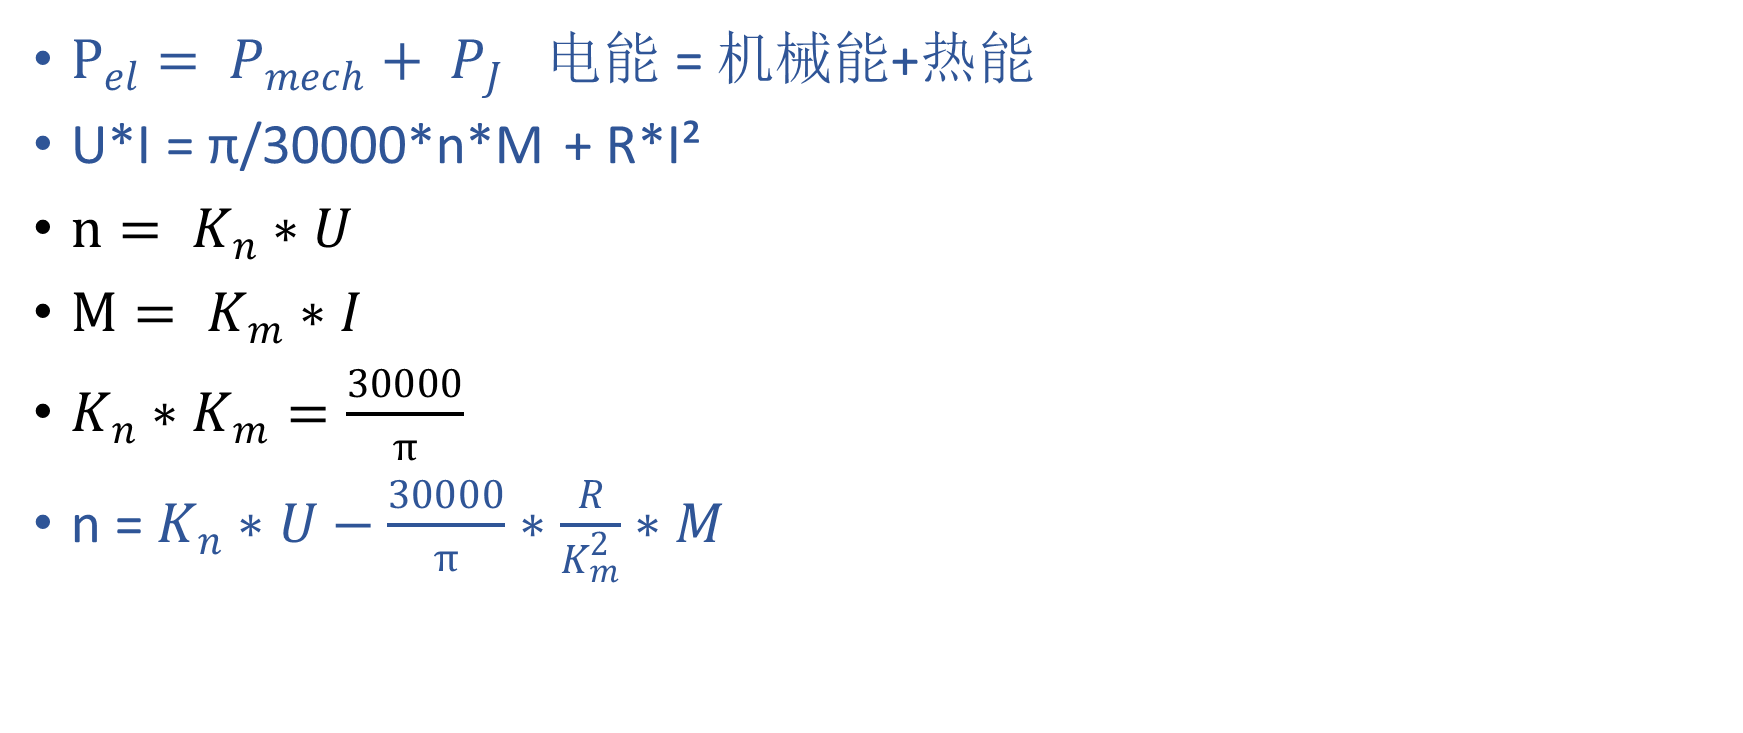 • P_el = P_mech + P_J 电能 = 机械能+热能
• U*I = π/30000*n*M + R*I²
• n = K_n * U
• M = K_m * I
• K_n * K_m = 30000/π
• n = K_n * U − 30000/π * R/K_m² * M